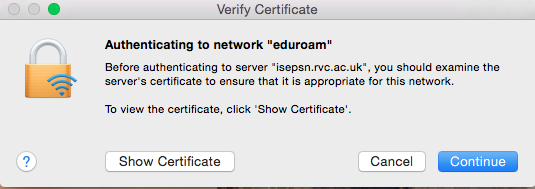 Verify Certificate
Authenticating to network "eduroam"
Before authenticating to server "isepsn.rvc.ac.uk", you should examine the
server's certificate to ensure that it is appropriate for this network.
To view the certificate, click 'Show Certificate'.
?
Show Certificate
Cancel
Continue